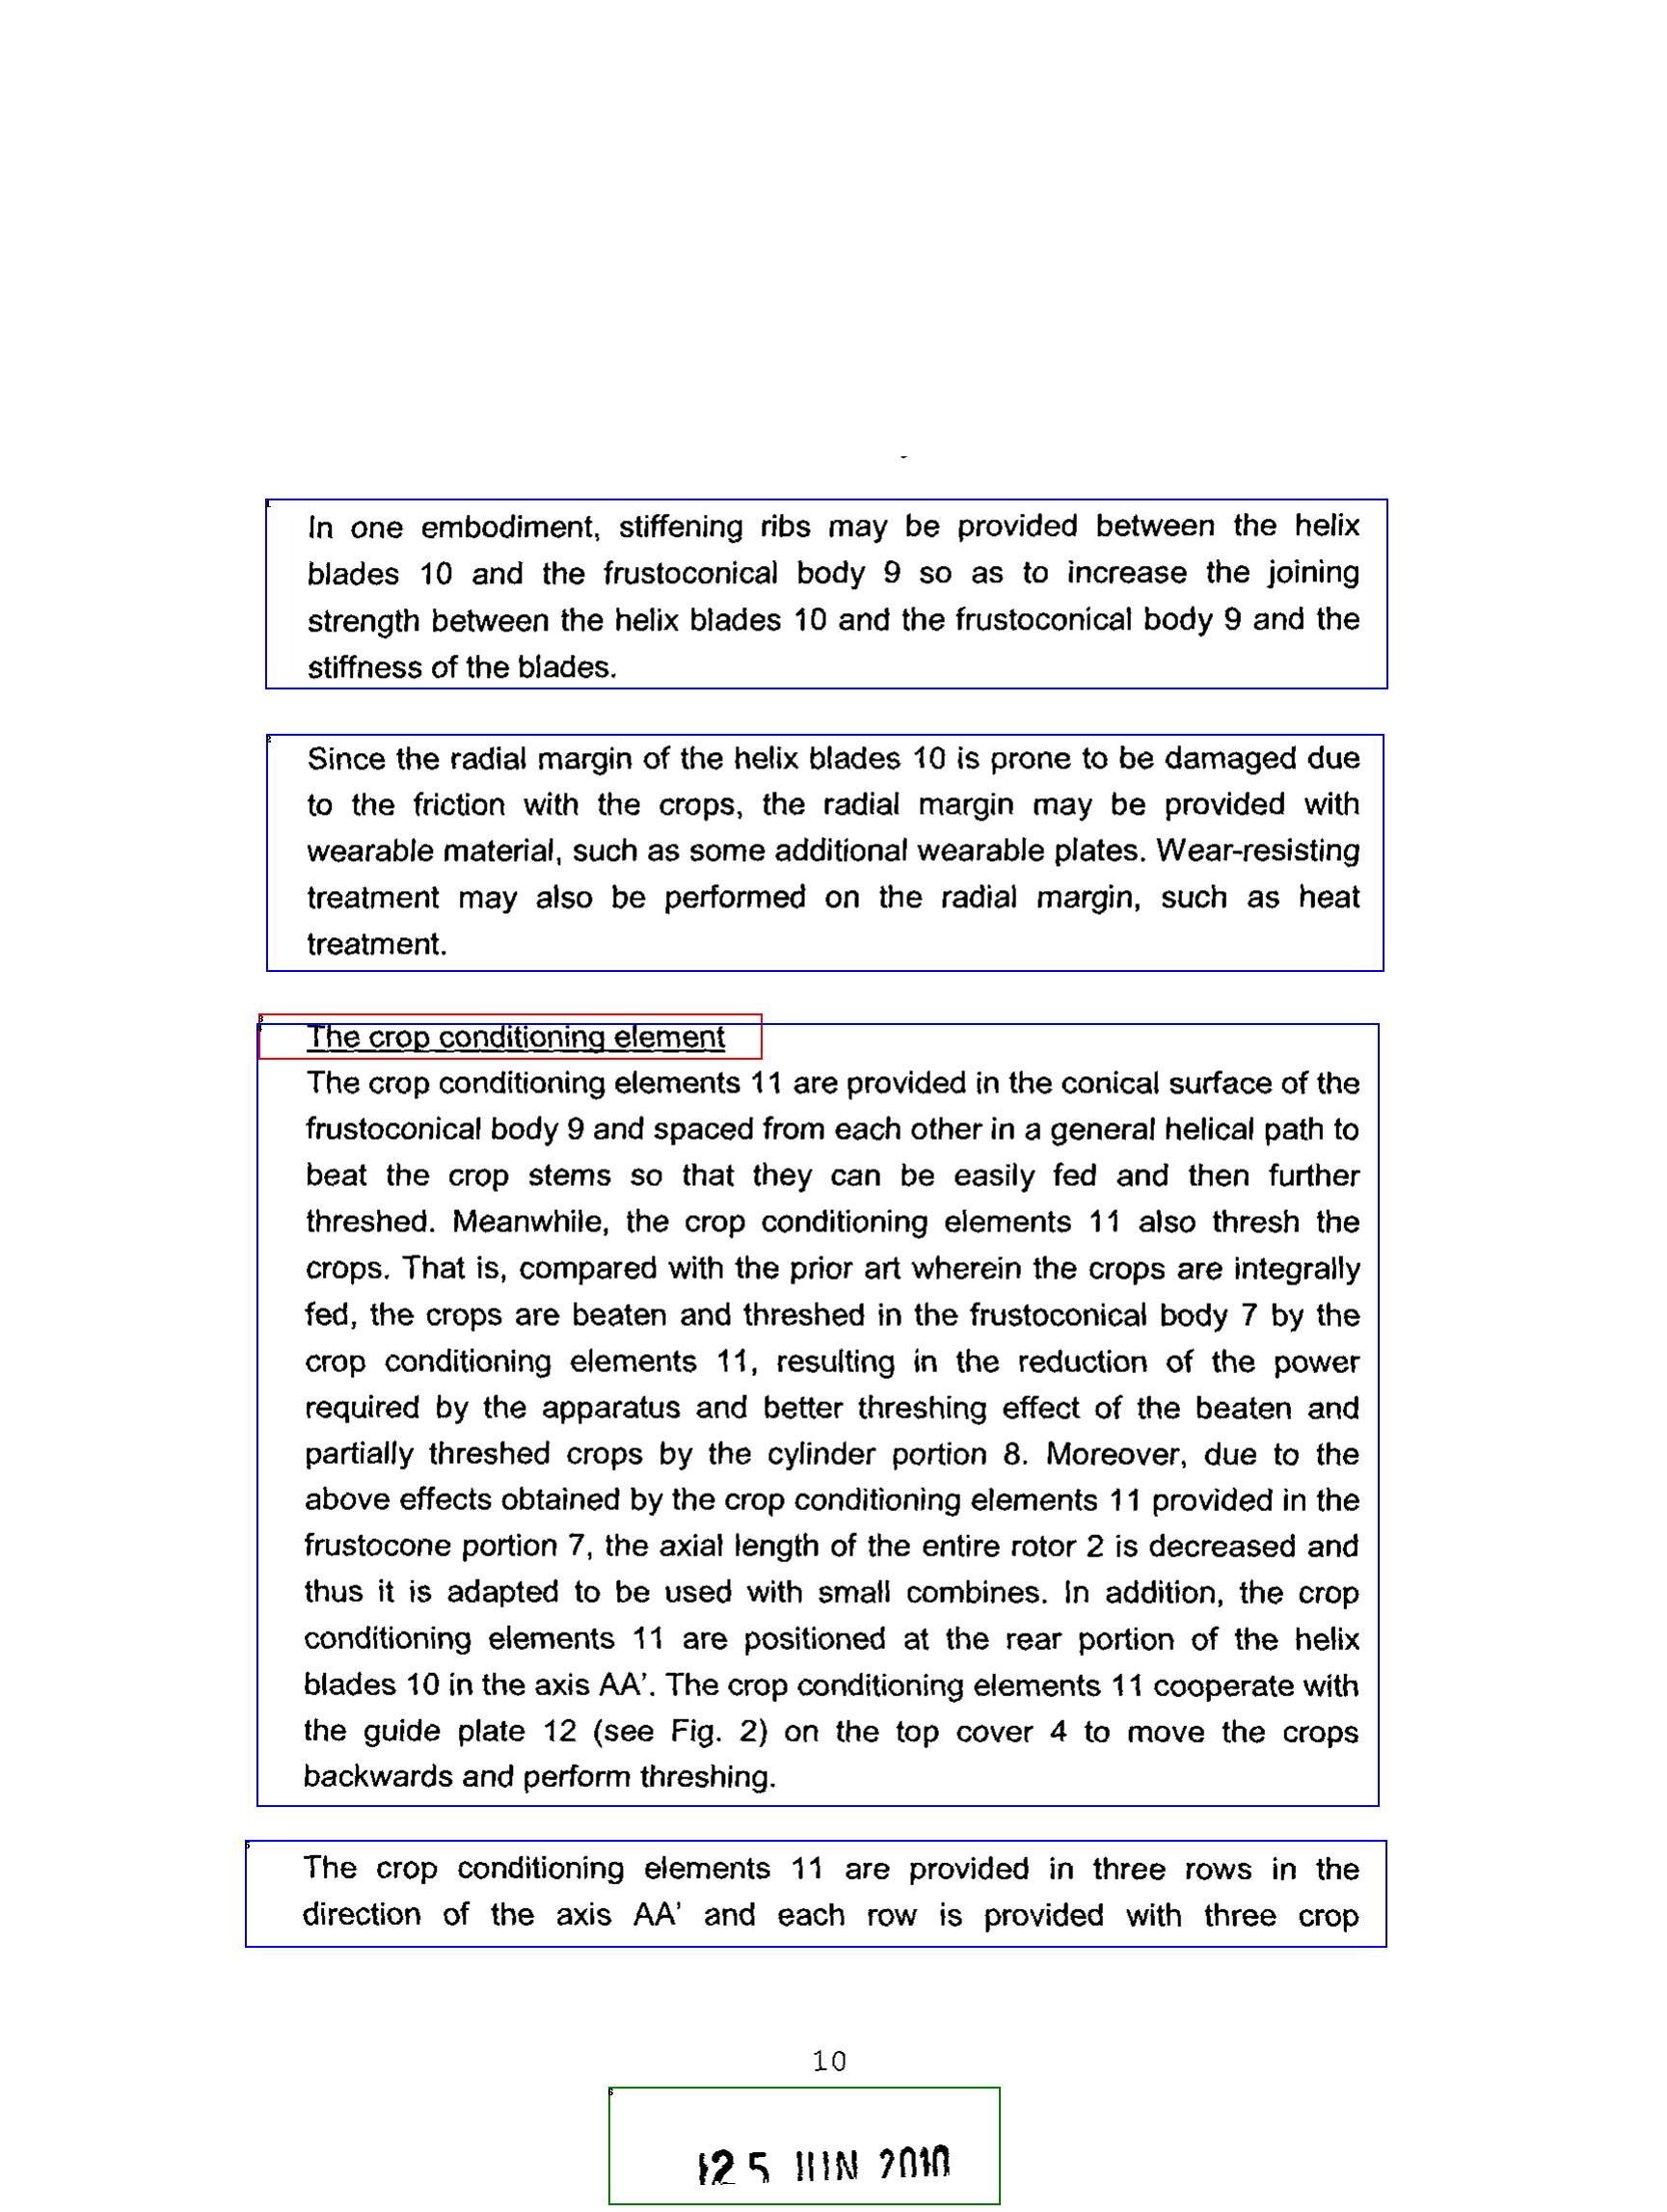 In one embodiment, stiffening ribs may be provided between the helix
blades 10 and the frustoconical body 9 so as to increase the joining
strength between the helix blades 10 and the frustoconical body 9 and the
stiffness of the blades.
Since the radial margin of the helix blades 10 is prone to be damaged due
to the friction with the crops, the radial margin may be provided with
wearable material, such as some additional wearable plates. Wear-resisting
treatment may also be performed on the radial margin, such as heat
treatment.
The crop conditioning element
The crop conditioning elements 11 are provided in the conical surface of the
frustoconical body 9 and spaced from each other in a general helical path to
beat the crop stems so that they can be easily fed and then further
threshed. Meanwhile, the crop conditioning elements 11 also thresh the
crops. That is, compared with the prior art wherein the crops are integrally
fed, the crops are beaten and threshed in the frustoconical body 7 by the
crop conditioning elements 11, resulting in the reduction of the power
required by the apparatus and better threshing effect of the beaten and
partially threshed crops by the cylinder portion 8. Moreover, due to the
above effects obtained by the crop conditioning elements 11 provided in the
frustocone portion 7, the axial length of the entire rotor 2 is decreased and
thus it is adapted to be used with small combines. In addition, the crop
conditioning elements 11 are positioned at the rear portion of the helix
blades 10 in the axis AA'. The crop conditioning elements 11 cooperate with
the guide plate 12 (see Fig. 2) on the top cover 4 to move the crops
backwards and perform threshing.
The crop conditioning elements 11 are provided in three rows in the
direction of the axis AA' and each row is provided with three crop
10
25 JUN 2010